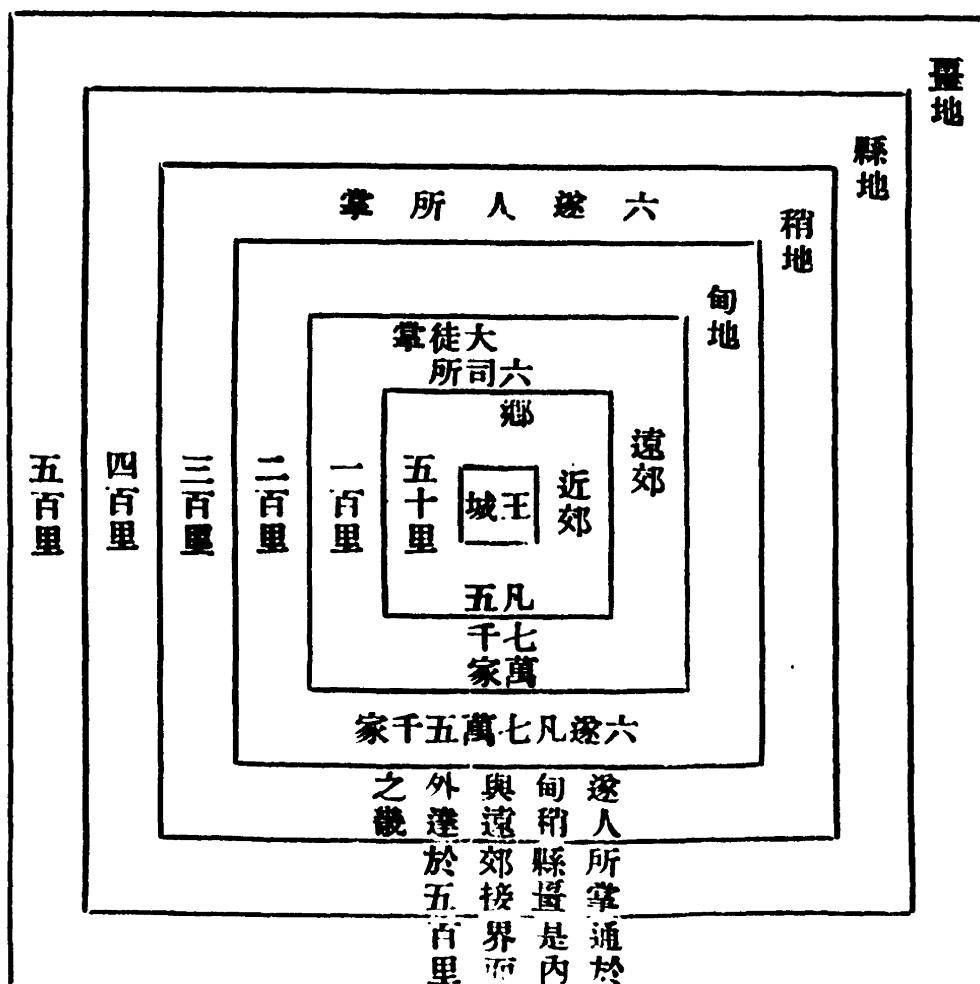 畺地
縣地
稍地
甸地
遠郊
近郊
王城
五十里
一百里
二百里
三百里
四百里
五百里
六遂人所掌
六鄉
大司
徒所
掌
凡七萬
五千家
六遂凡七萬五千家
遂人所掌通於
甸稍縣畺是內
與遠郊接界而
外達於五百里
之畿